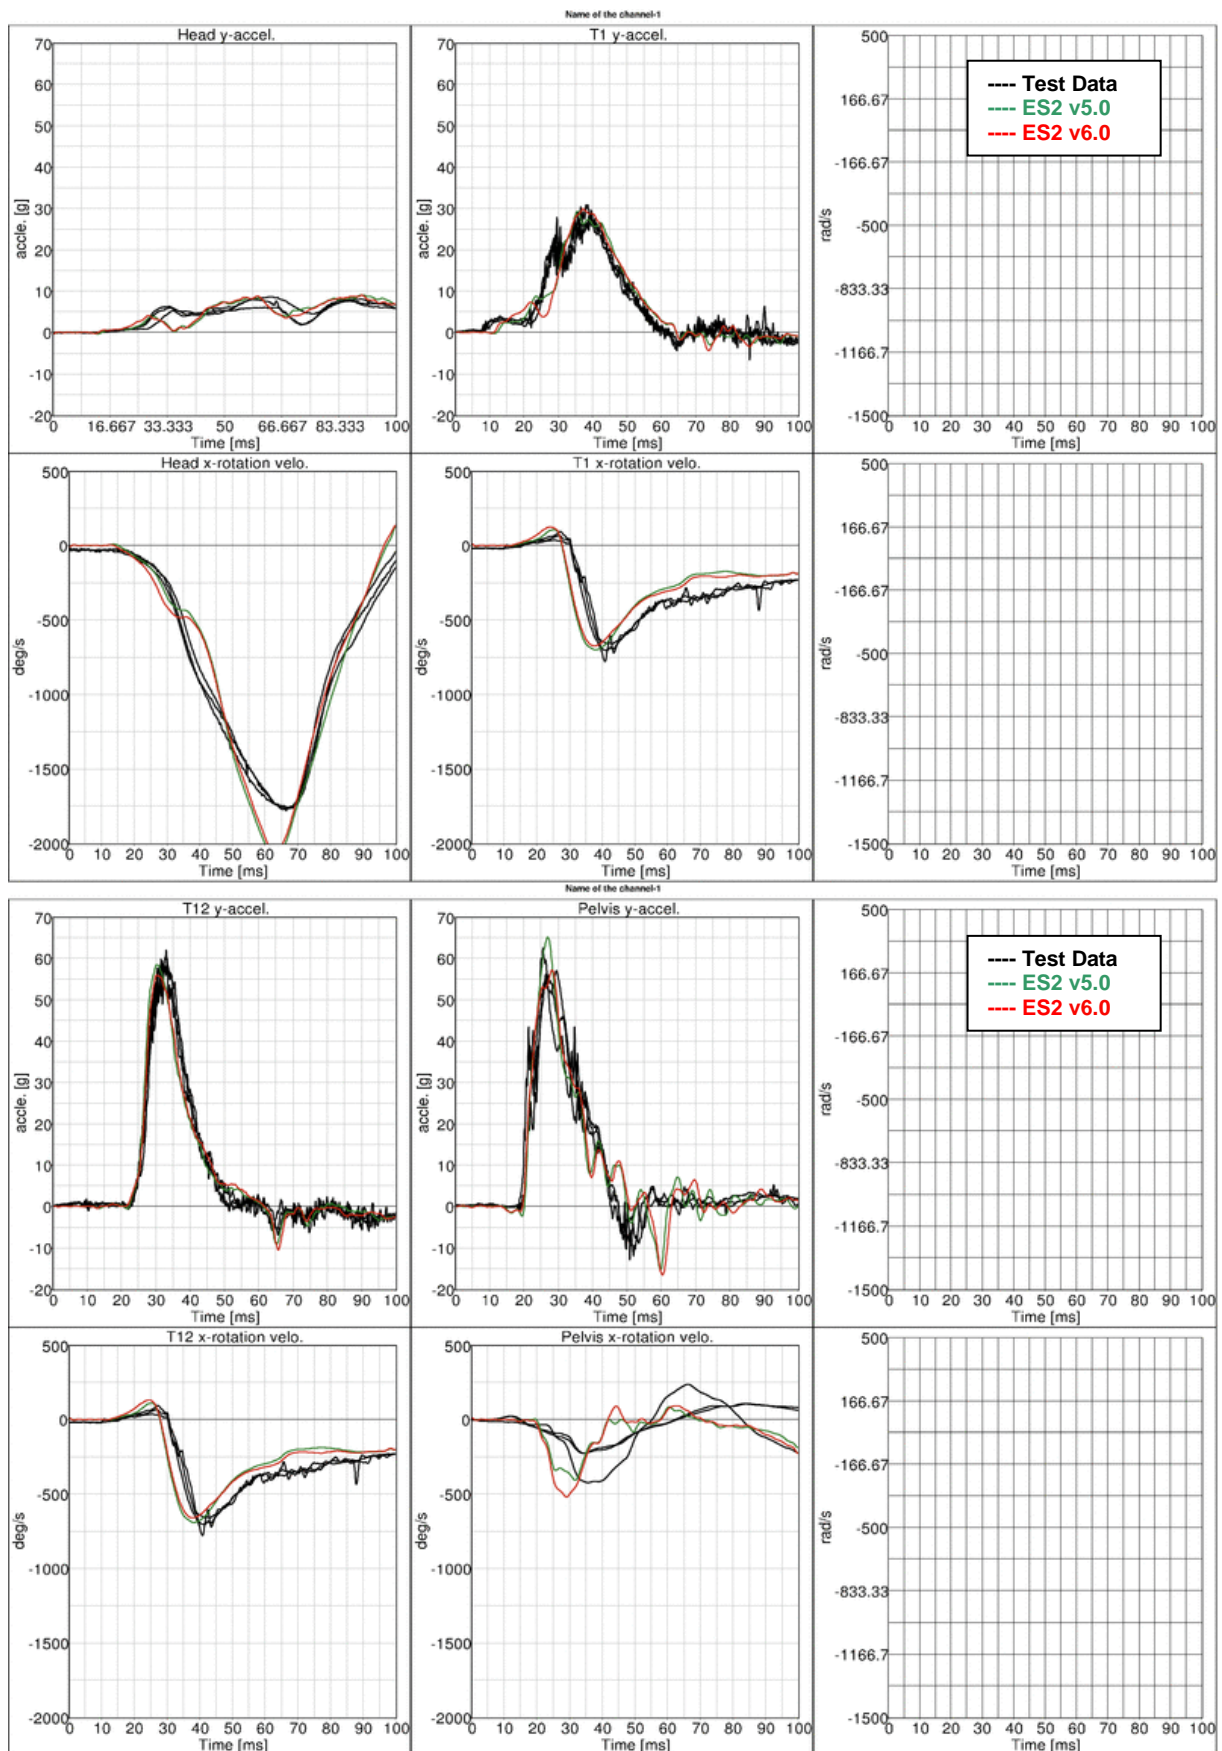 Name of the channel-1
Head y-accel.
70
60
50
40
30
20
10
0
-10
-20
accle. [g]
0 16.667 33.333 50 66.667 83.333 100
Time [ms]
T1 y-accel.
70
60
50
40
30
20
10
0
-10
-20
accle. [g]
0 10 20 30 40 50 60 70 80 90 100
Time [ms]
500
166.67
-166.67
-500
-833.33
-1166.7
-1500
rad/s
0 10 20 30 40 50 60 70 80 90 100
Time [ms]
---- Test Data
---- ES2 v5.0
---- ES2 v6.0
Head x-rotation velo.
500
0
-500
-1000
-1500
-2000
deg/s
0 10 20 30 40 50 60 70 80 90 100
Time [ms]
T1 x-rotation velo.
500
0
-500
-1000
-1500
-2000
deg/s
0 10 20 30 40 50 60 70 80 90 100
Time [ms]
500
166.67
-166.67
-500
-833.33
-1166.7
-1500
rad/s
0 10 20 30 40 50 60 70 80 90 100
Time [ms]
Name of the channel-1
T12 y-accel.
70
60
50
40
30
20
10
0
-10
-20
accle. [g]
0 10 20 30 40 50 60 70 80 90 100
Time [ms]
Pelvis y-accel.
70
60
50
40
30
20
10
0
-10
-20
accle. [g]
0 10 20 30 40 50 60 70 80 90 100
Time [ms]
500
166.67
-166.67
-500
-833.33
-1166.7
-1500
rad/s
0 10 20 30 40 50 60 70 80 90 100
Time [ms]
---- Test Data
---- ES2 v5.0
---- ES2 v6.0
T12 x-rotation velo.
500
0
-500
-1000
-1500
-2000
deg/s
0 10 20 30 40 50 60 70 80 90 100
Time [ms]
Pelvis x-rotation velo.
500
0
-500
-1000
-1500
-2000
deg/s
0 10 20 30 40 50 60 70 80 90 100
Time [ms]
500
166.67
-166.67
-500
-833.33
-1166.7
-1500
rad/s
0 10 20 30 40 50 60 70 80 90 100
Time [ms]